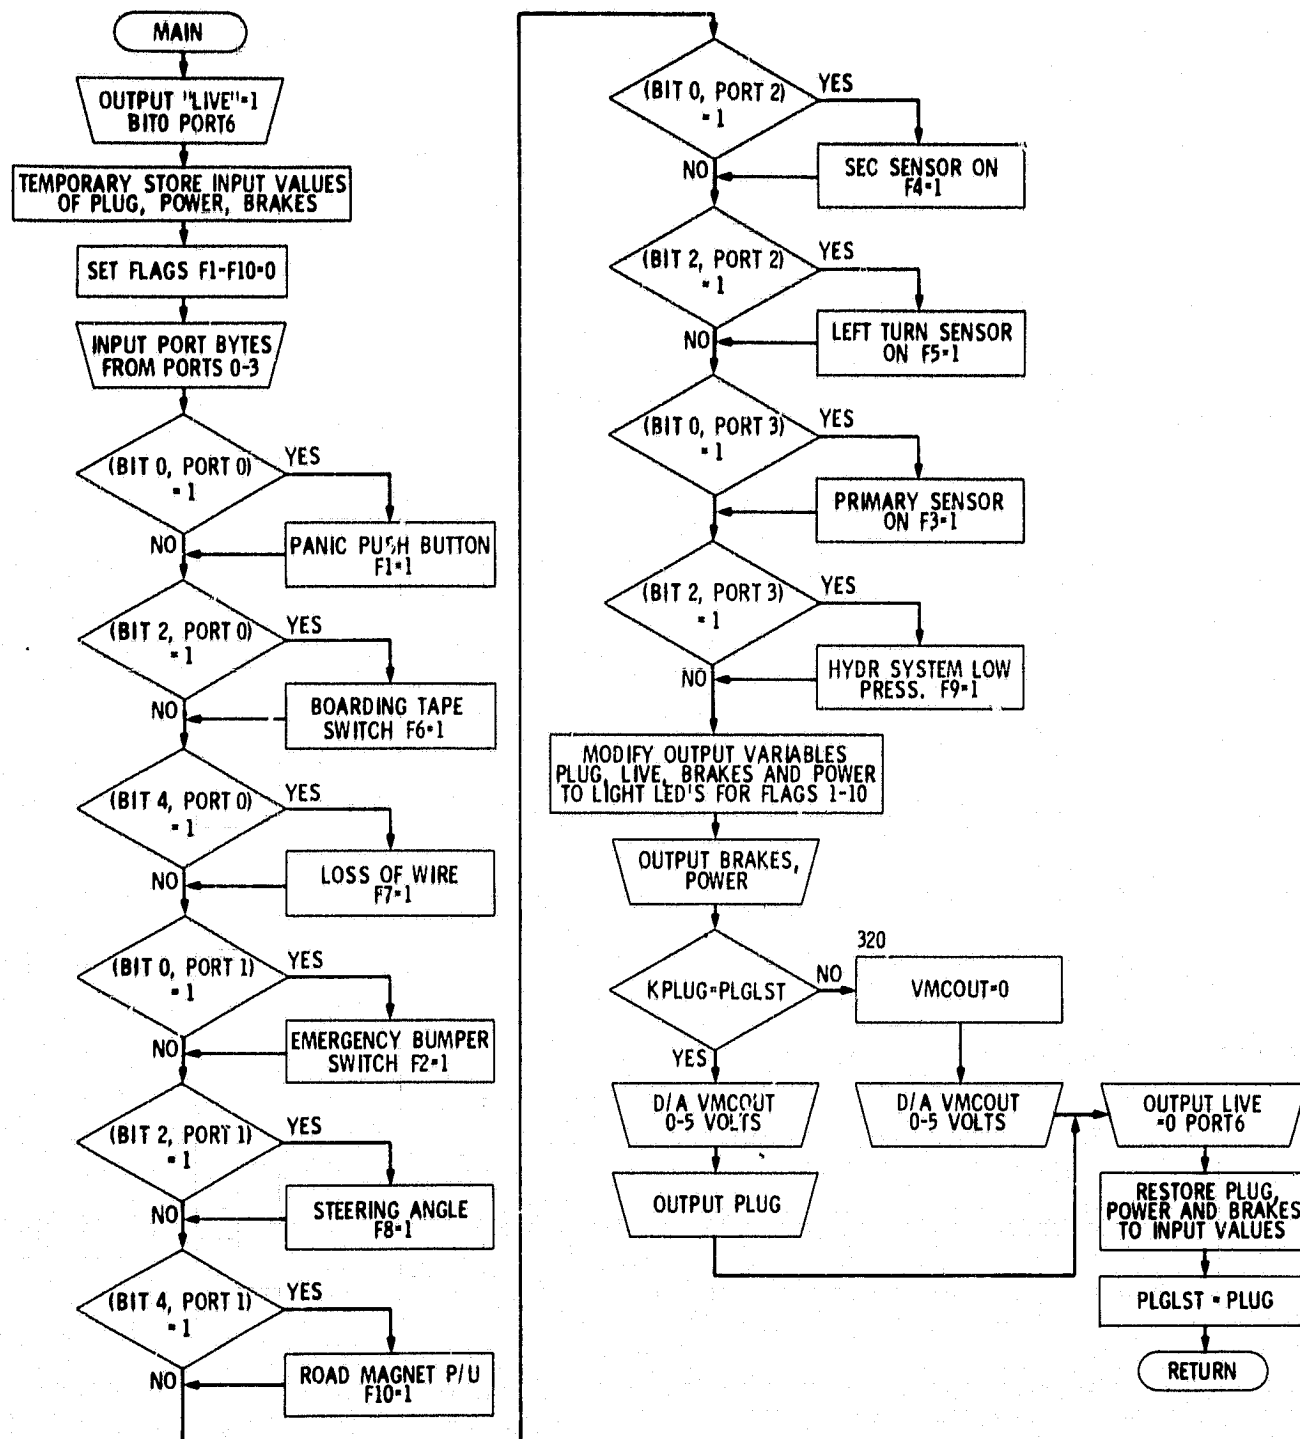 MAIN
OUTPUT "LIVE"=1
BIT0 PORT6
TEMPORARY STORE INPUT VALUES
OF PLUG, POWER, BRAKES
SET FLAGS F1-F10=0
INPUT PORT BYTES
FROM PORTS 0-3
(BIT 0, PORT 0)
= 1
YES
NO
PANIC PUSH BUTTON
F1=1
(BIT 2, PORT 0)
= 1
YES
NO
BOARDING TAPE
SWITCH F6=1
(BIT 4, PORT 0)
= 1
YES
NO
LOSS OF WIRE
F7=1
(BIT 0, PORT 1)
= 1
YES
NO
EMERGENCY BUMPER
SWITCH F2=1
(BIT 2, PORT 1)
= 1
YES
NO
STEERING ANGLE
F8=1
(BIT 4, PORT 1)
= 1
YES
NO
ROAD MAGNET P/U
F10=1
(BIT 0, PORT 2)
= 1
YES
NO
SEC SENSOR ON
F4=1
(BIT 2, PORT 2)
= 1
YES
NO
LEFT TURN SENSOR
ON F5=1
(BIT 0, PORT 3)
= 1
YES
PRIMARY SENSOR
ON F3=1
(BIT 2, PORT 3)
= 1
YES
NO
HYDR SYSTEM LOW
PRESS. F9=1
MODIFY OUTPUT VARIABLES
PLUG, LIVE, BRAKES AND POWER
TO LIGHT LED'S FOR FLAGS 1-10
OUTPUT BRAKES,
POWER
KPLUG=PLGLST
NO
YES
320
VMCOUT=0
D/A VMCOUT
0-5 VOLTS
OUTPUT PLUG
D/A VMCOUT
0-5 VOLTS
OUTPUT LIVE
=0 PORT6
RESTORE PLUG,
POWER AND BRAKES
TO INPUT VALUES
PLGLST = PLUG
RETURN